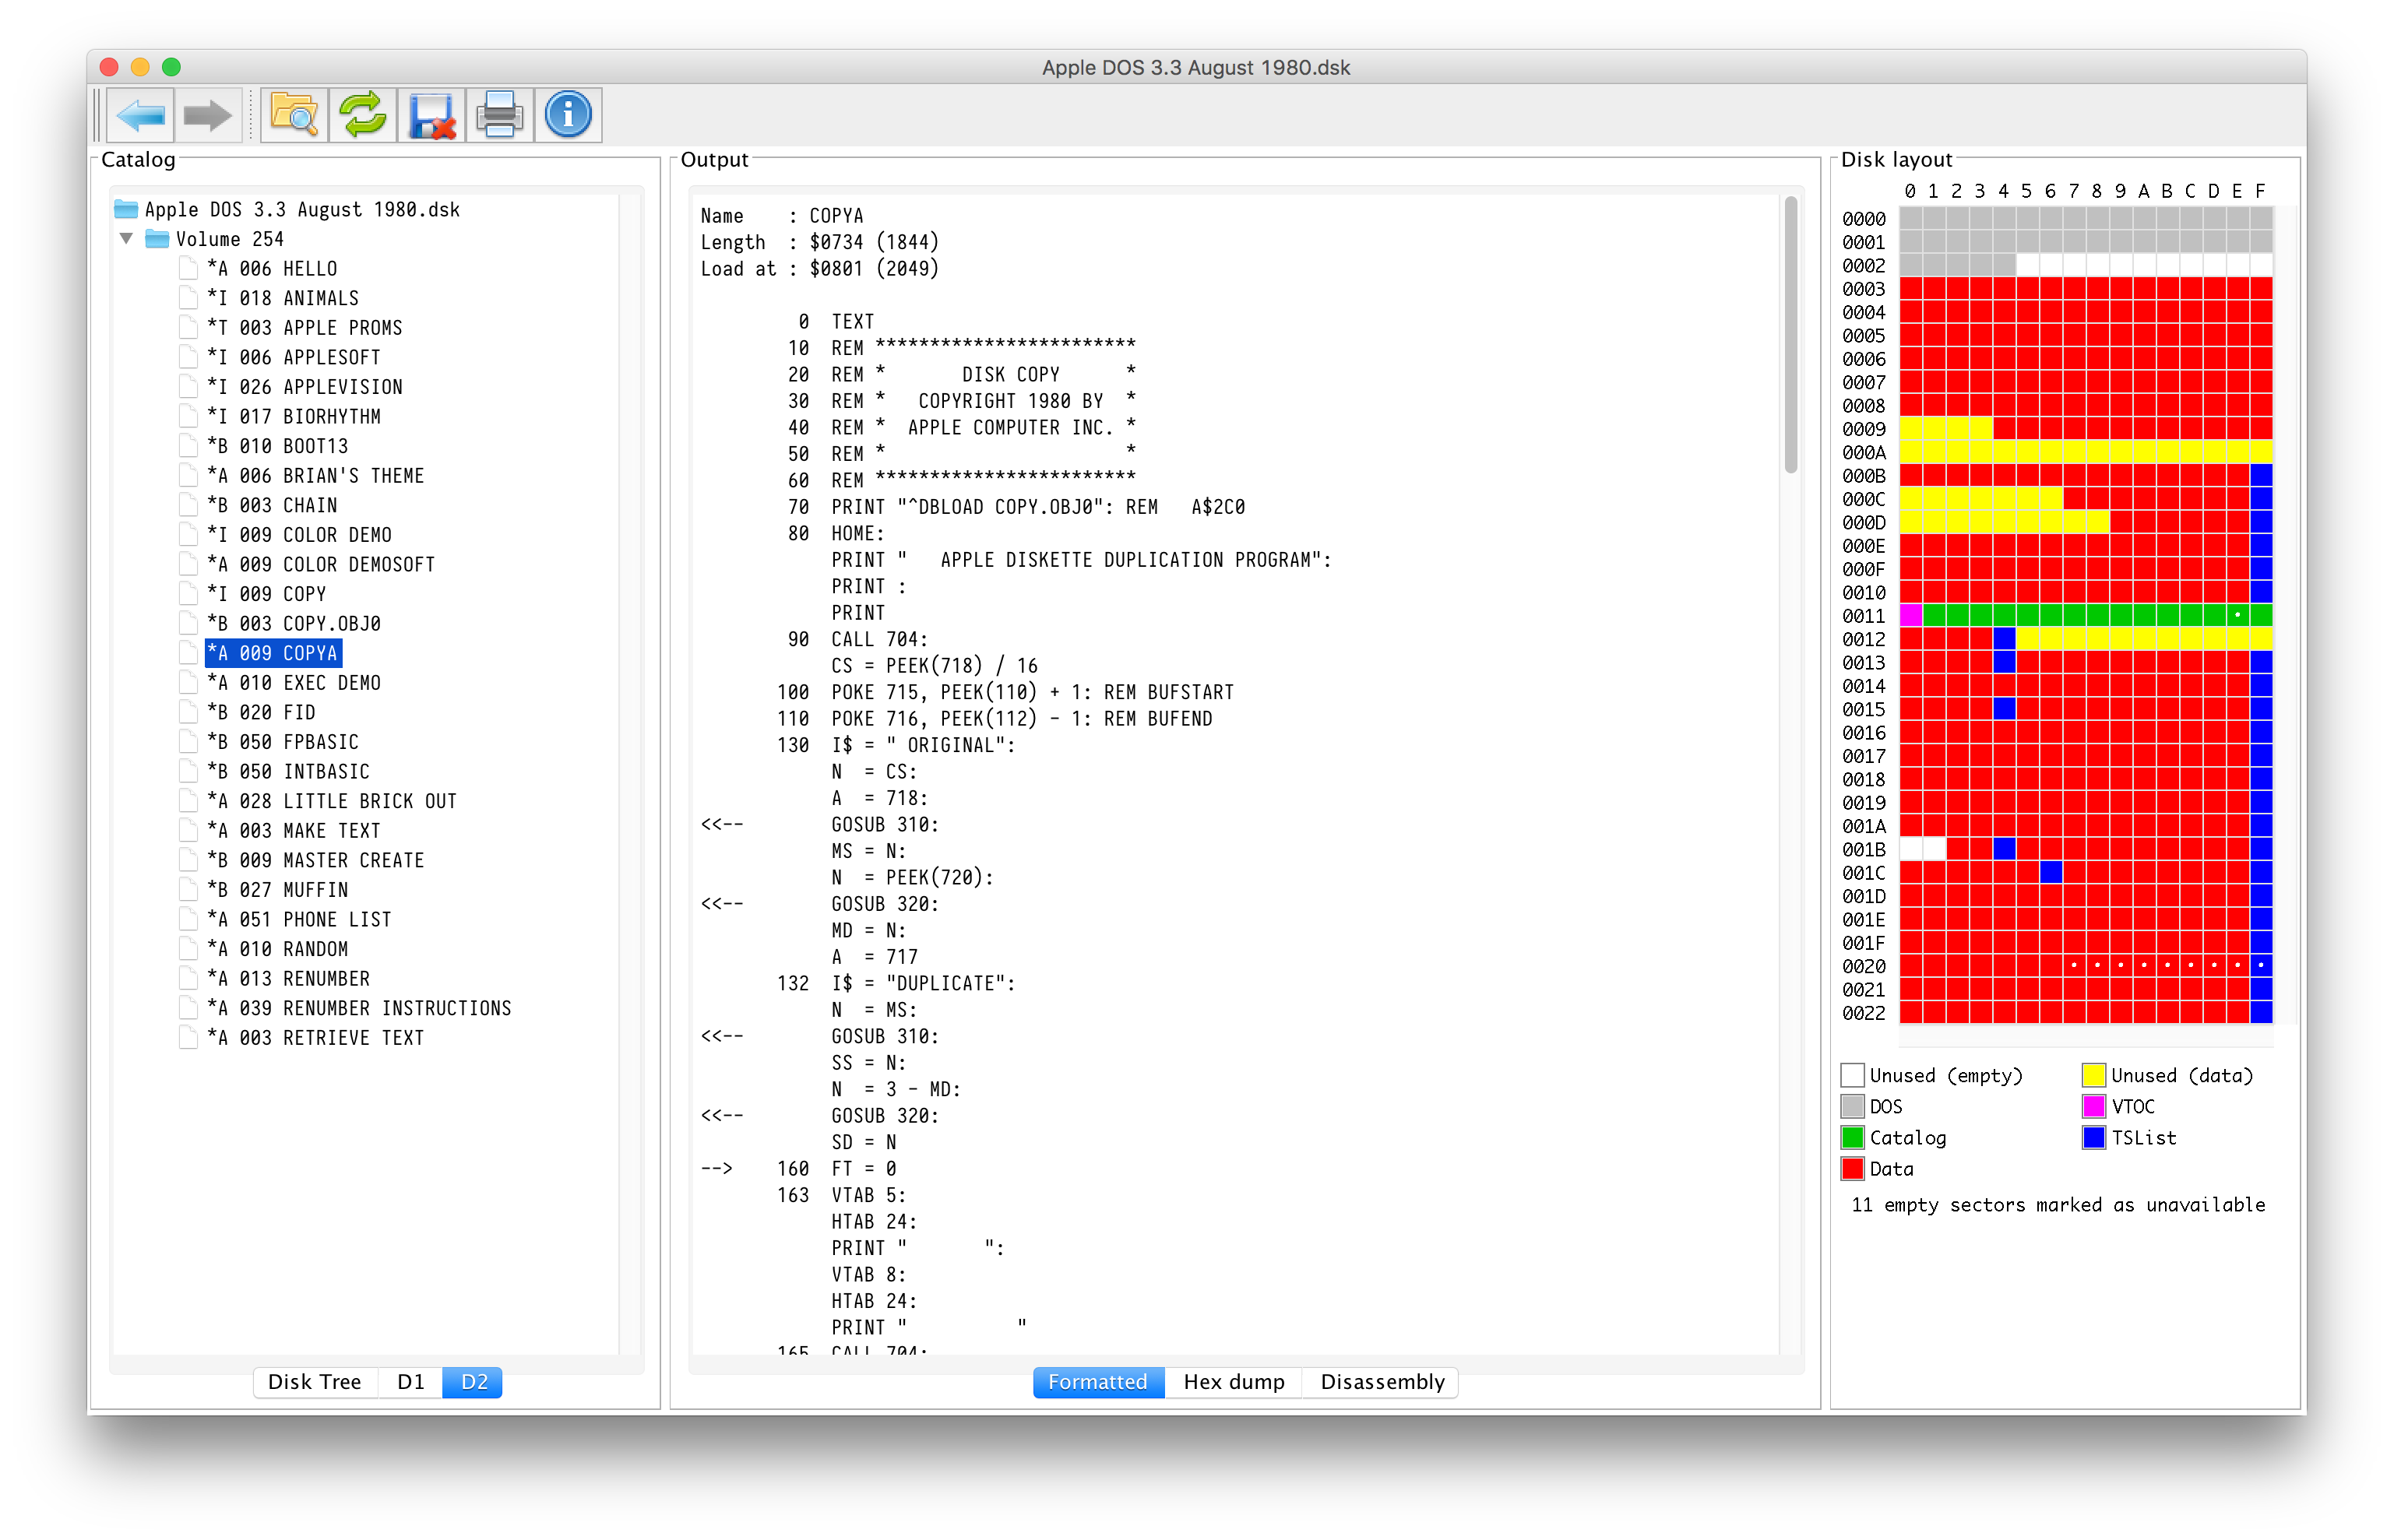 Apple DOS 3.3 August 1980.dsk
Catalog
Apple DOS 3.3 August 1980.dsk
Volume 254
*A 006 HELLO
*I 018 ANIMALS
*T 003 APPLE PROMS
*I 006 APPLESOFT
*I 026 APPLEVISION
*I 017 BIORHYTHM
*B 010 BOOT13
*A 006 BRIAN'S THEME
*B 003 CHAIN
*I 009 COLOR DEMO
*A 009 COLOR DEMOSOFT
*I 009 COPY
*B 003 COPY.OBJ0
*A 009 COPYA
*A 010 EXEC DEMO
*B 020 FID
*B 050 FPBASIC
*B 050 INTBASIC
*A 028 LITTLE BRICK OUT
*A 003 MAKE TEXT
*B 009 MASTER CREATE
*B 027 MUFFIN
*A 051 PHONE LIST
*A 010 RANDOM
*A 013 RENUMBER
*A 039 RENUMBER INSTRUCTIONS
*A 003 RETRIEVE TEXT
Disk Tree D1 D2
Output
Name    : COPYA
Length  : $0734 (1844)
Load at : $0801 (2049)
0  TEXT
10  REM ************************
20  REM *       DISK COPY      *
30  REM *   COPYRIGHT 1980 BY  *
40  REM *  APPLE COMPUTER INC. *
50  REM *                      *
60  REM ************************
70  PRINT "^DBLOAD COPY.OBJ0": REM   A$2C0
80  HOME:
PRINT "   APPLE DISKETTE DUPLICATION PROGRAM":
PRINT :
PRINT
90  CALL 704:
CS = PEEK(718) / 16
100  POKE 715, PEEK(110) + 1: REM BUFSTART
110  POKE 716, PEEK(112) - 1: REM BUFEND
130  I$ = " ORIGINAL":
N  = CS:
A  = 718:
<<--        GOSUB 310:
MS = N:
N  = PEEK(720):
<<--        GOSUB 320:
MD = N:
A  = 717
132  I$ = "DUPLICATE":
N  = MS:
<<--        GOSUB 310:
SS = N:
N  = 3 - MD:
<<--        GOSUB 320:
SD = N
-->    160  FT = 0
163  VTAB 5:
HTAB 24:
PRINT "       ":
VTAB 8:
HTAB 24:
PRINT "          "
165  CALL 704:
Formatted Hex dump Disassembly
Disk layout
0 1 2 3 4 5 6 7 8 9 A B C D E F
0000
0001
0002
0003
0004
0005
0006
0007
0008
0009
000A
000B
000C
000D
000E
000F
0010
0011
0012
0013
0014
0015
0016
0017
0018
0019
001A
001B
001C
001D
001E
001F
0020
0021
0022
Unused (empty) Unused (data)
DOS VTOC
Catalog TSList
Data
11 empty sectors marked as unavailable